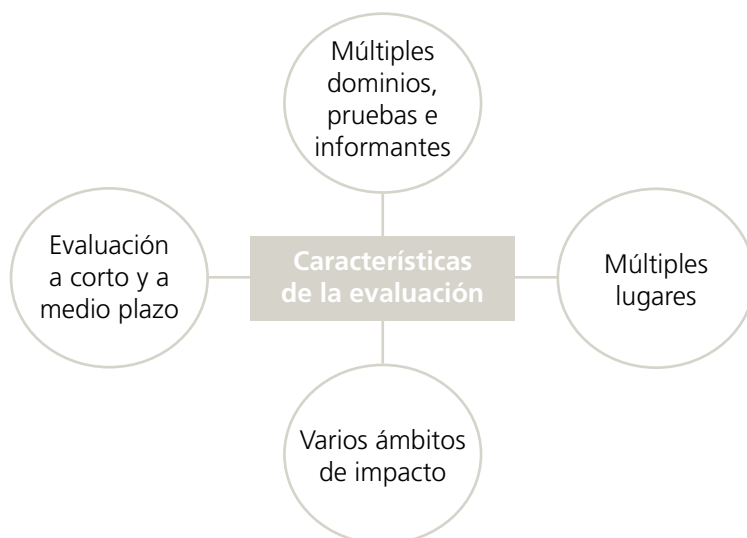 Múltiples
dominios,
pruebas e
informantes
Evaluación
a corto y a
medio plazo
Características
de la evaluación
Múltiples
lugares
Varios ámbitos
de impacto